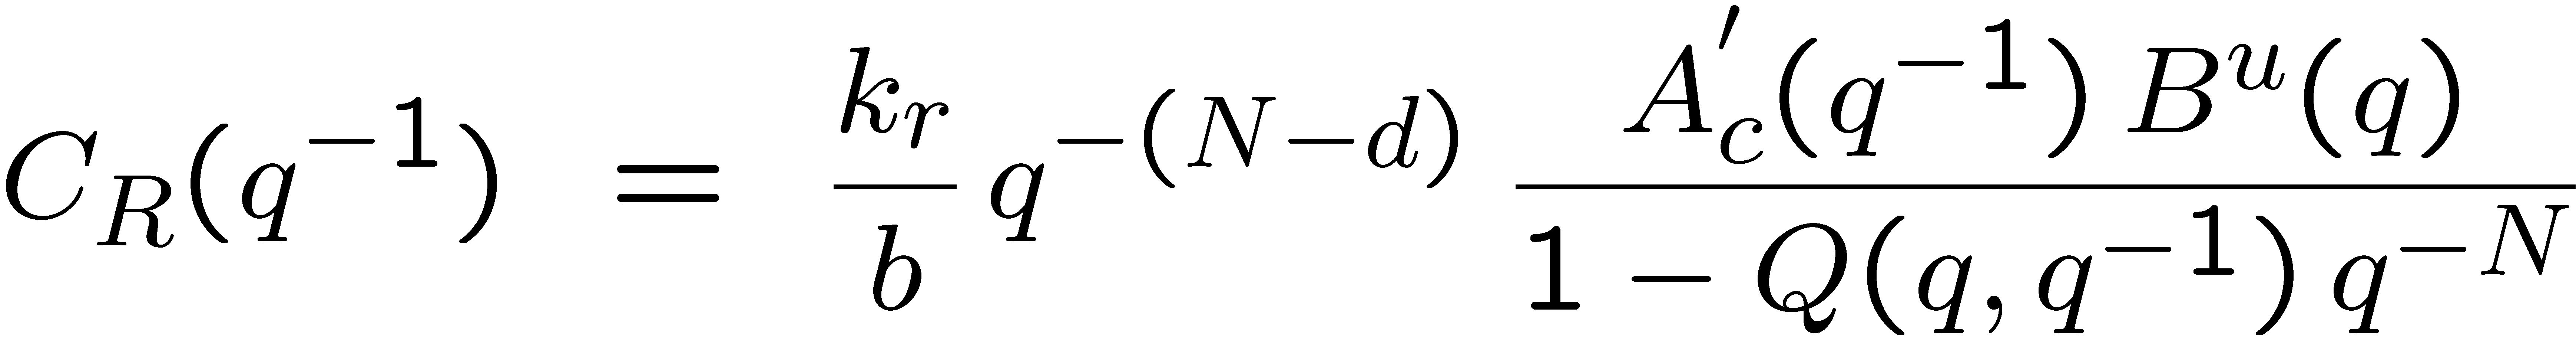 C_R(q^{-1}) = \frac{k_r}{b} q^{-(N-d)} \frac{A_c^{'}(q^{-1}) B^u(q)}{1 - Q(q, q^{-1}) q^{-N}}